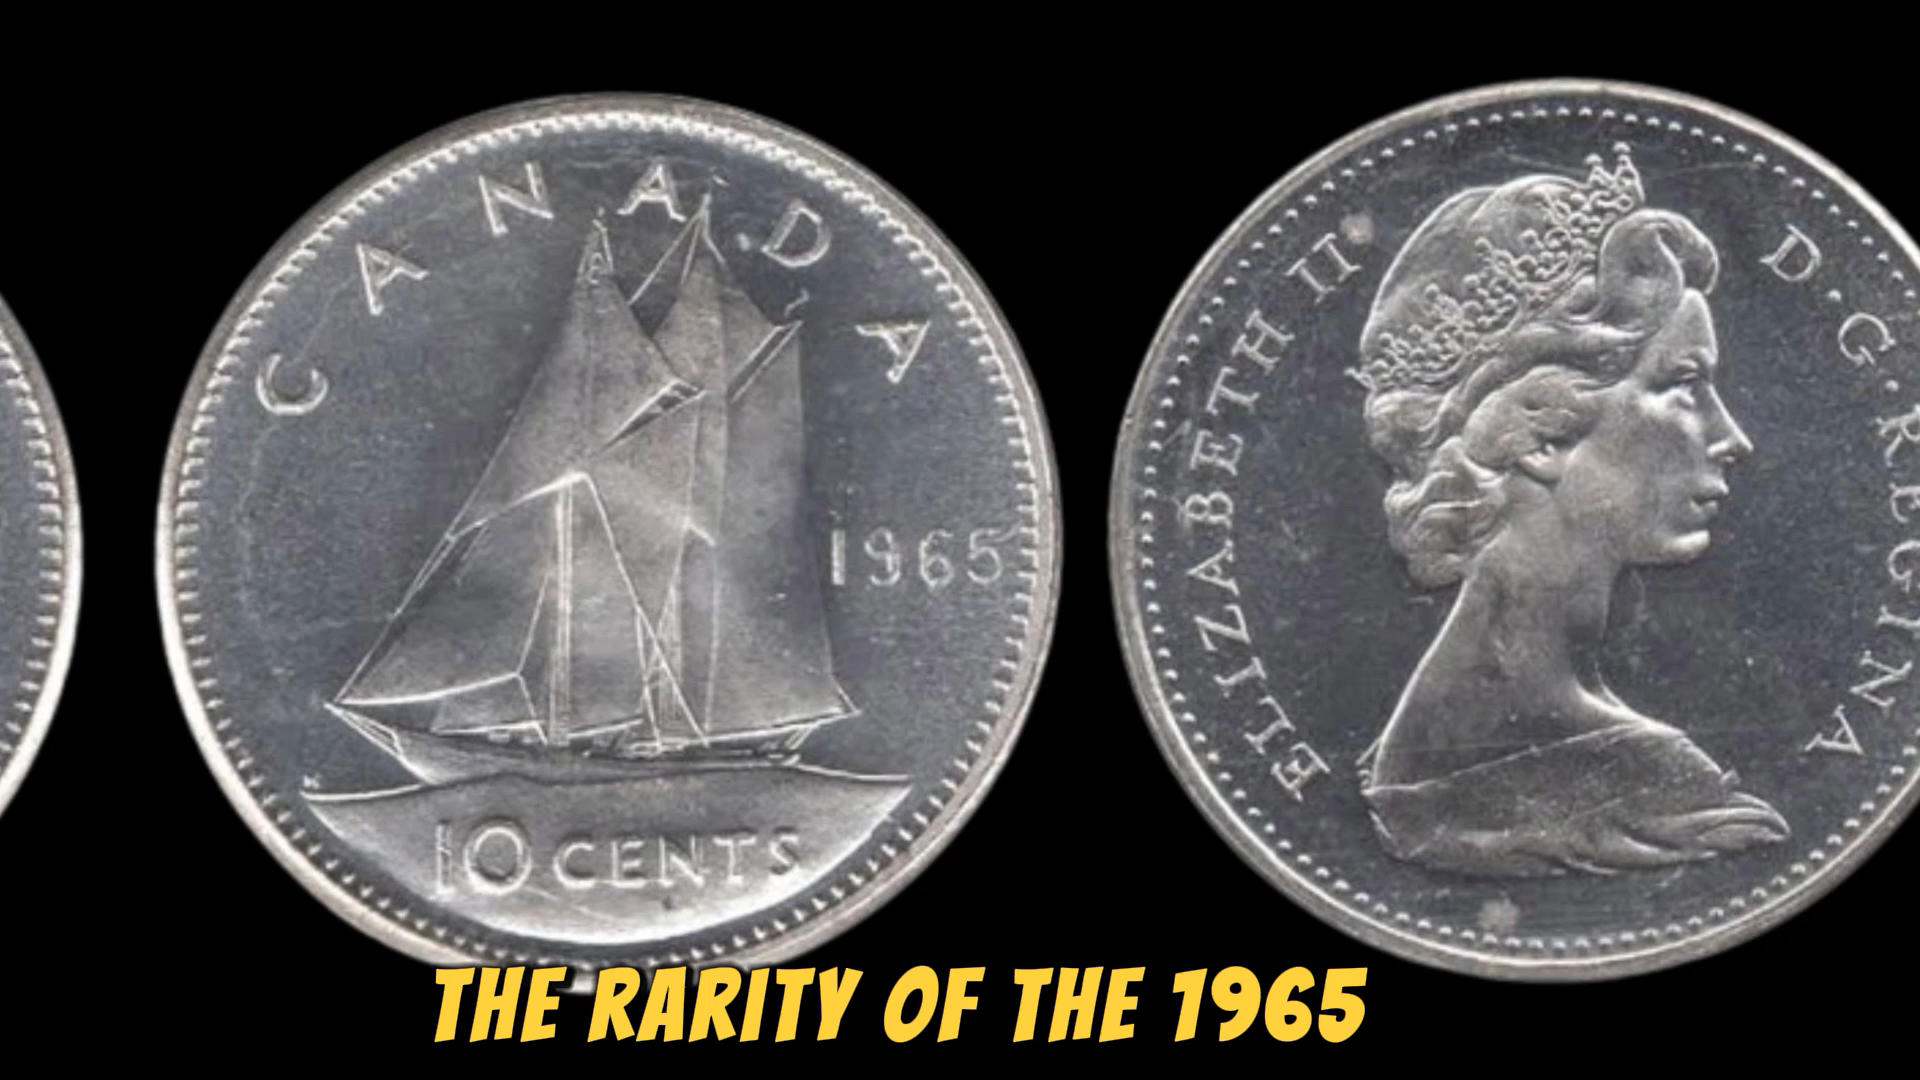 CANADA
1965
10 CENTS
ELIZABETH II D·G·REGINA
THE RARITY OF THE 1965